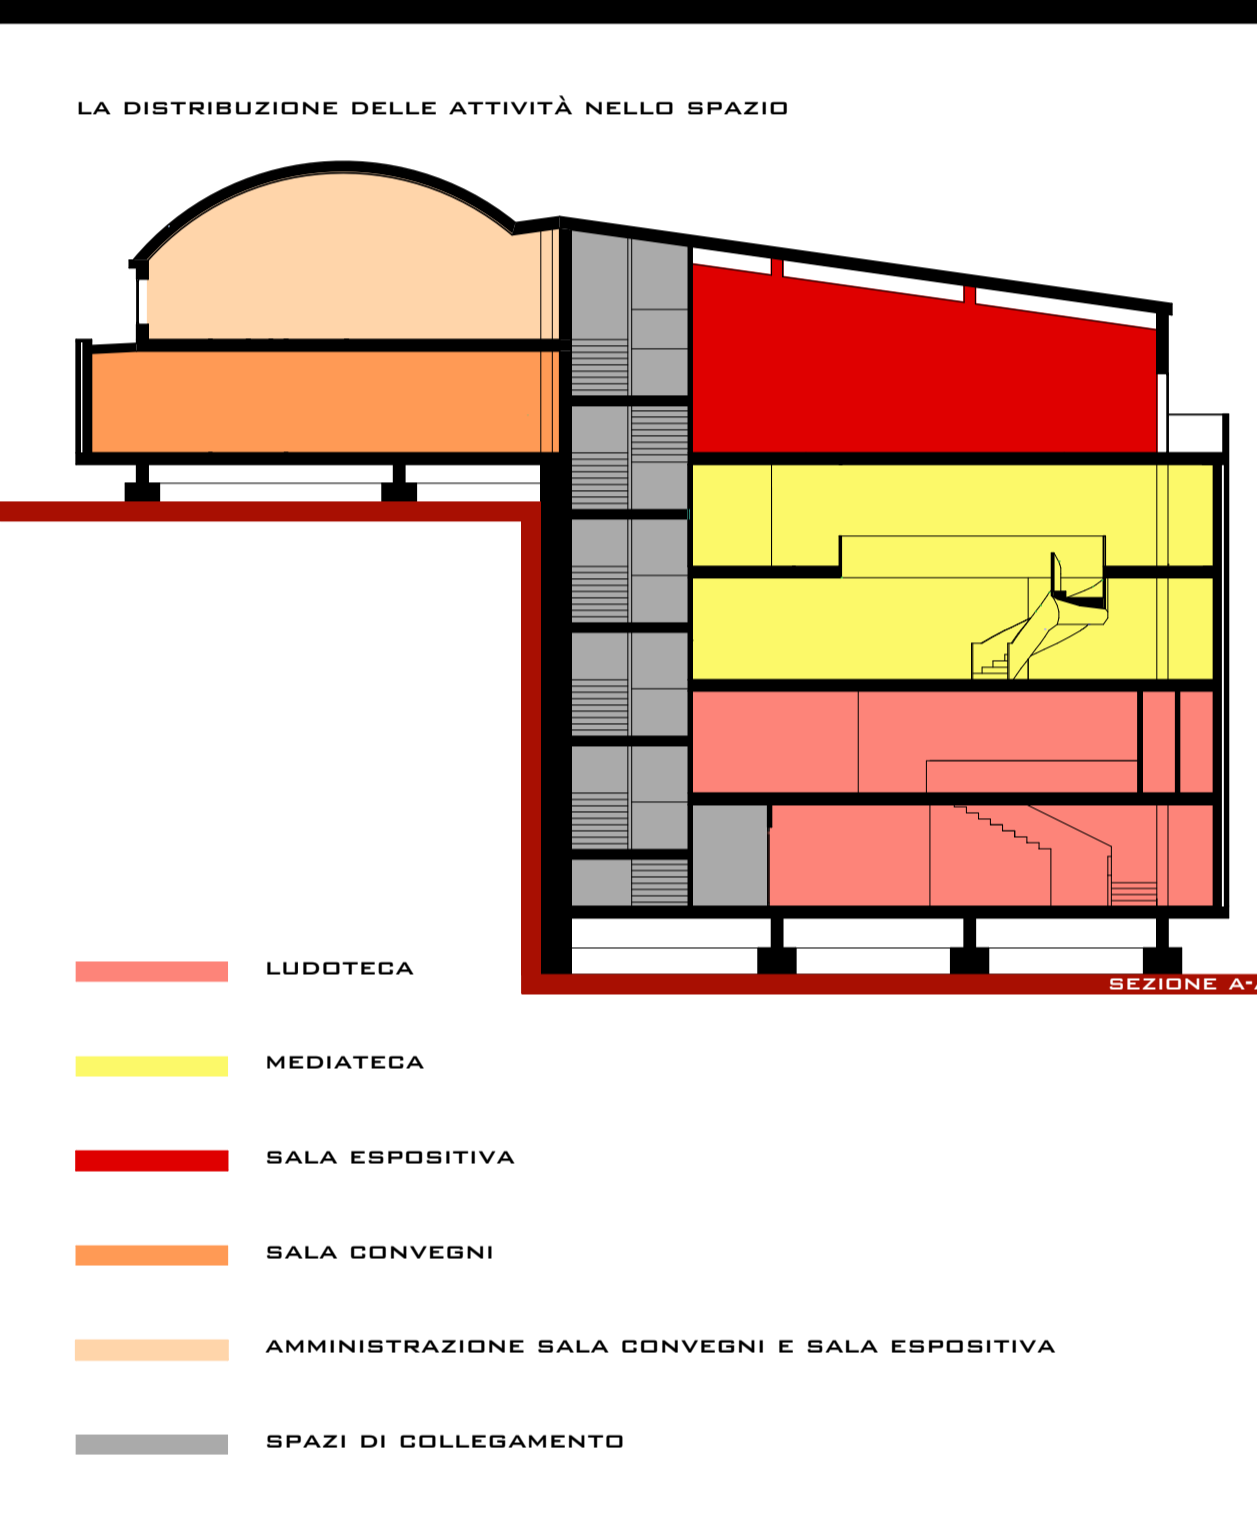 LA DISTRIBUZIONE DELLE ATTIVITÀ NELLO SPAZIO
SEZIONE A-
LUDOTECA
MEDIATECA
SALA ESPOSITIVA
SALA CONVEGNI
AMMINISTRAZIONE SALA CONVEGNI E SALA ESPOSITIVA
SPAZI DI COLLEGAMENTO